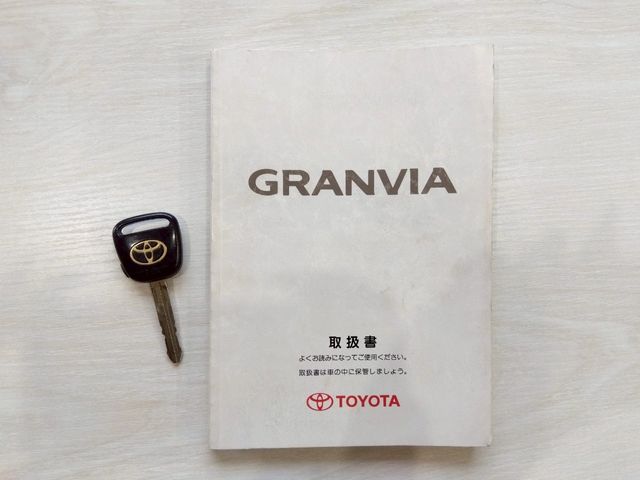 GRANVIA
取扱書
よくお読みになってご使用ください。
取扱書は車の中に保管しましょう。
TOYOTA